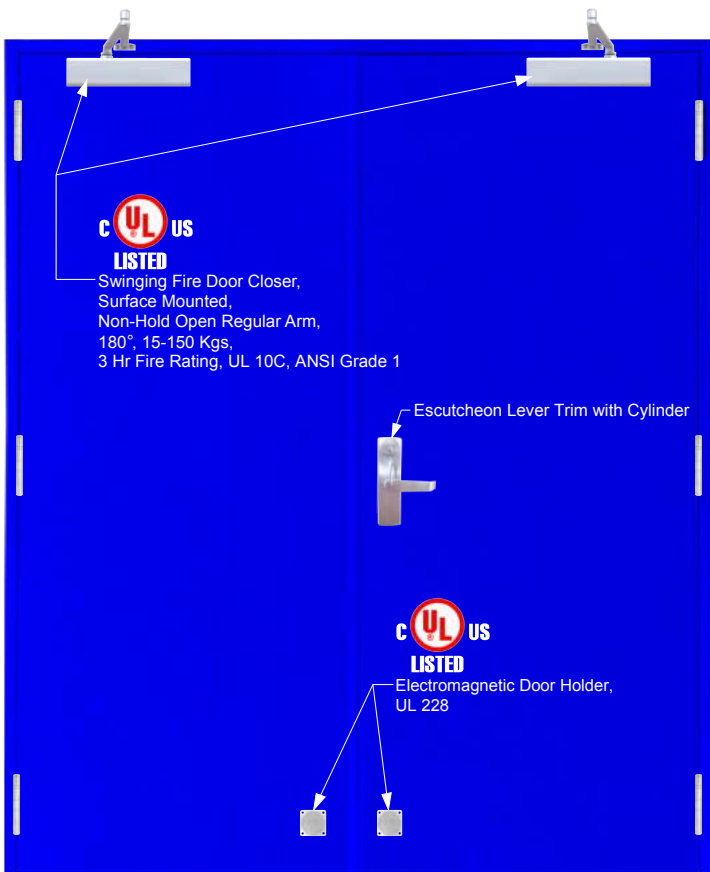 C UL US
®
LISTED
Swinging Fire Door Closer,
Surface Mounted,
Non-Hold Open Regular Arm,
180°, 15-150 Kgs,
3 Hr Fire Rating, UL 10C, ANSI Grade 1
Escutcheon Lever Trim with Cylinder
C UL US
®
LISTED
Electromagnetic Door Holder,
UL 228